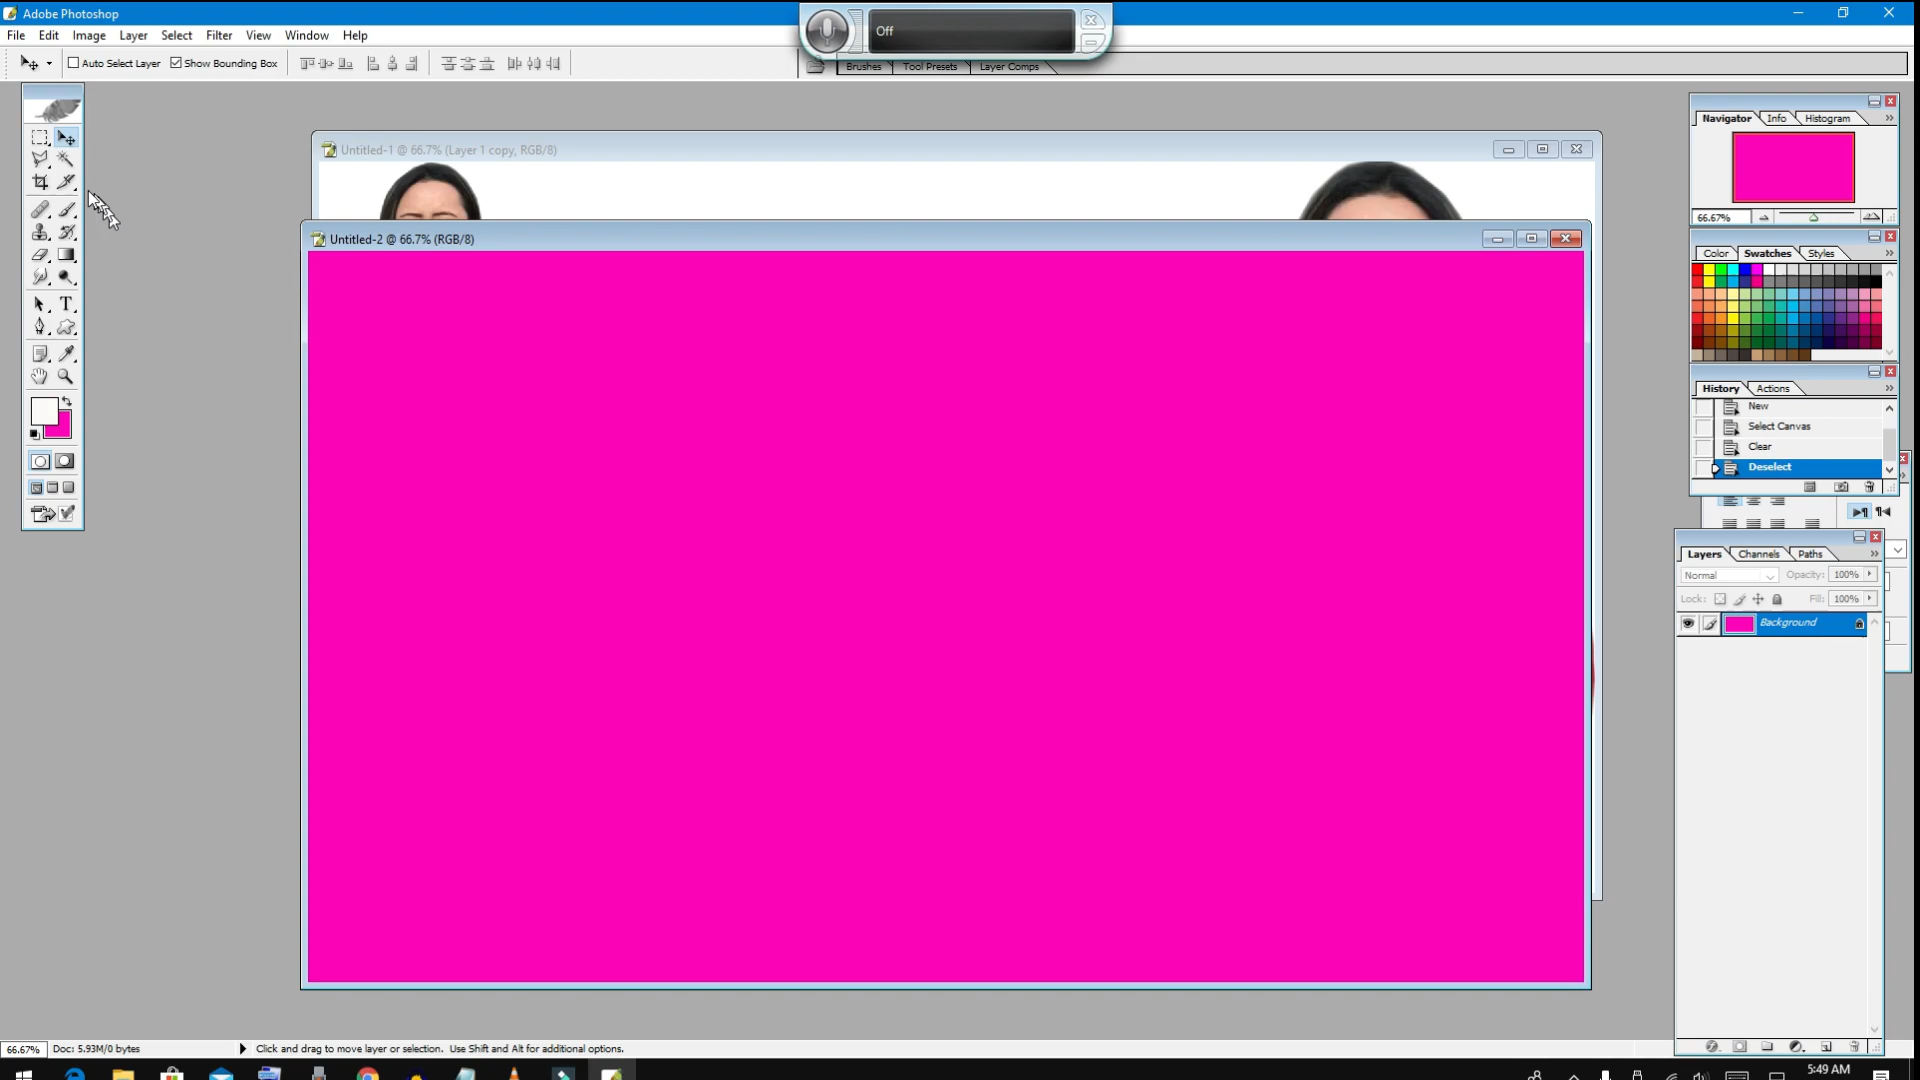 Adobe Photoshop
Off
File Edit Image Layer Select Filter View Window Help
Auto Select Layer Show Bounding Box
Brushes Tool Presets Layer Comps
Untitled-1 @ 66.7% (Layer 1 copy, RGB/8)
Untitled-2 @ 66.7% (RGB/8)
Navigator Info Histogram
66.67%
Color Swatches Styles
History Actions
New
Select Canvas
Clear
Deselect
Layers Channels Paths
Normal Opacity: 100%
Lock: Fill: 100%
Background
66.67% Doc: 5.93M/0 bytes Click and drag to move layer or selection. Use Shift and Alt for additional options.
5:49 AM